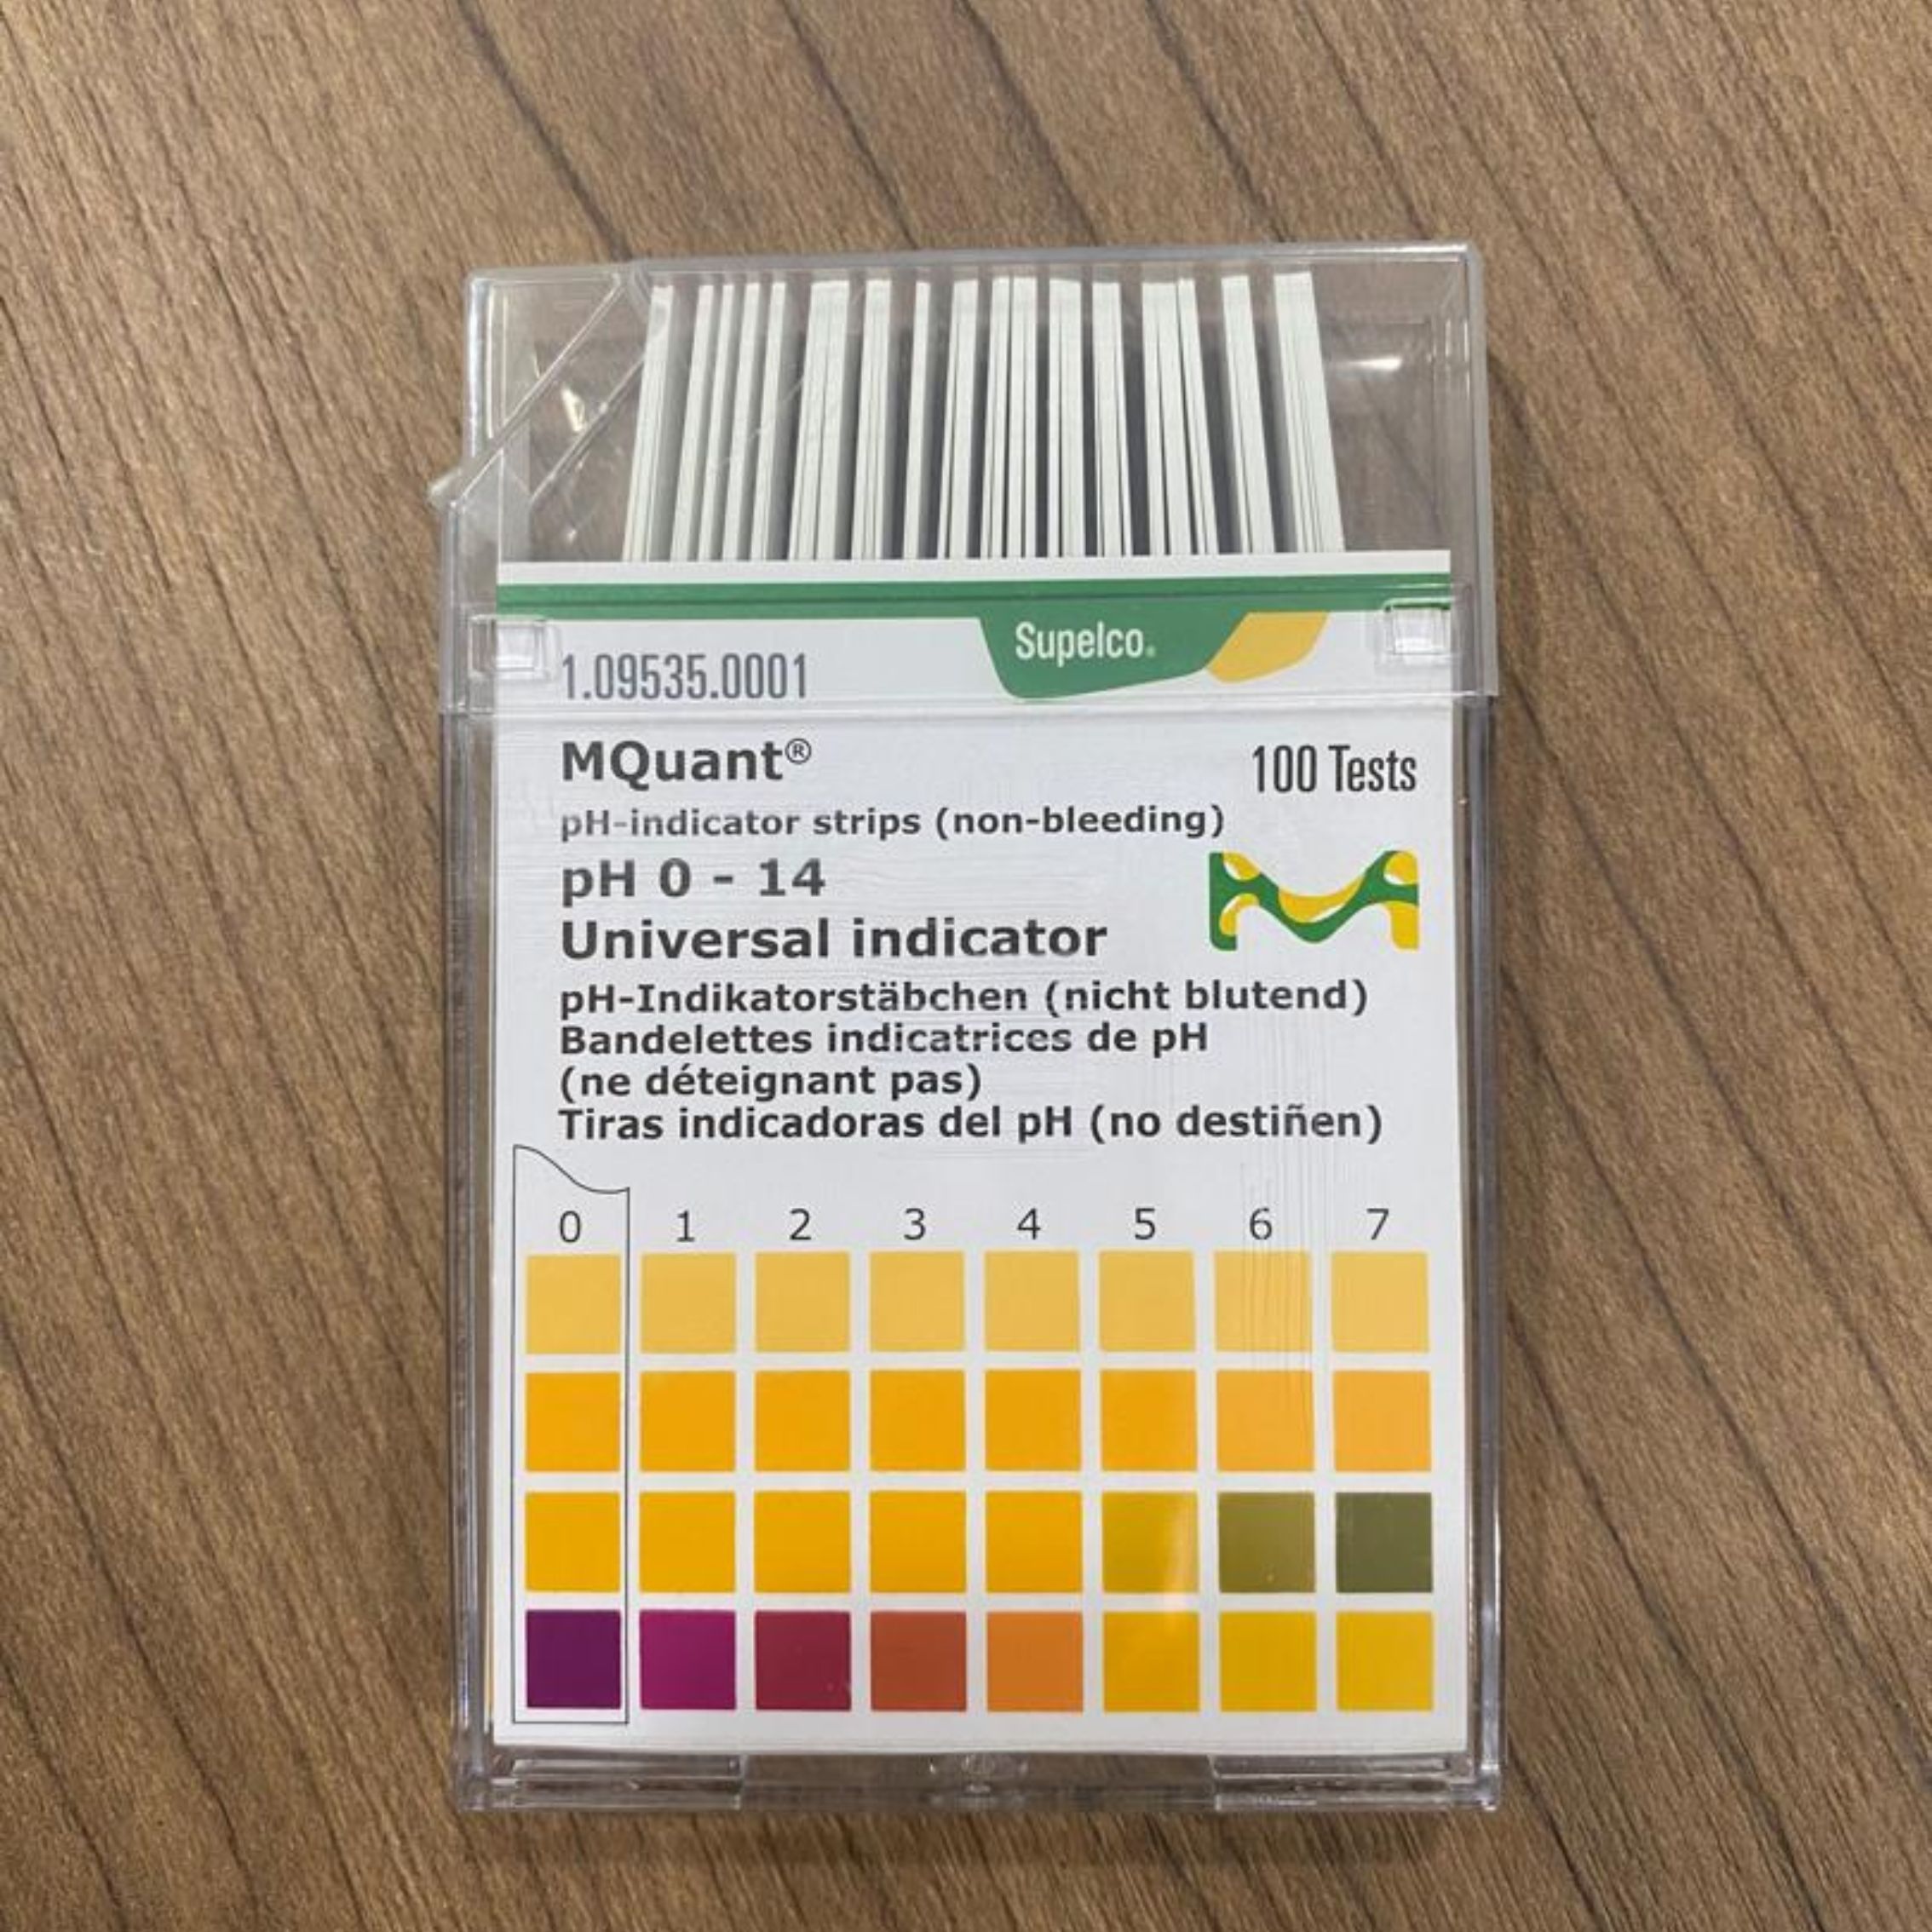 Supelco®
1.09535.0001
MQuant®
100 Tests
pH-indicator strips (non-bleeding)
pH 0 - 14
Universal indicator
pH-Indikatorstäbchen (nicht blutend)
Bandelettes indicatrices de pH
(ne déteignant pas)
Tiras indicadoras del pH (no destiñen)
0 1 2 3 4 5 6 7